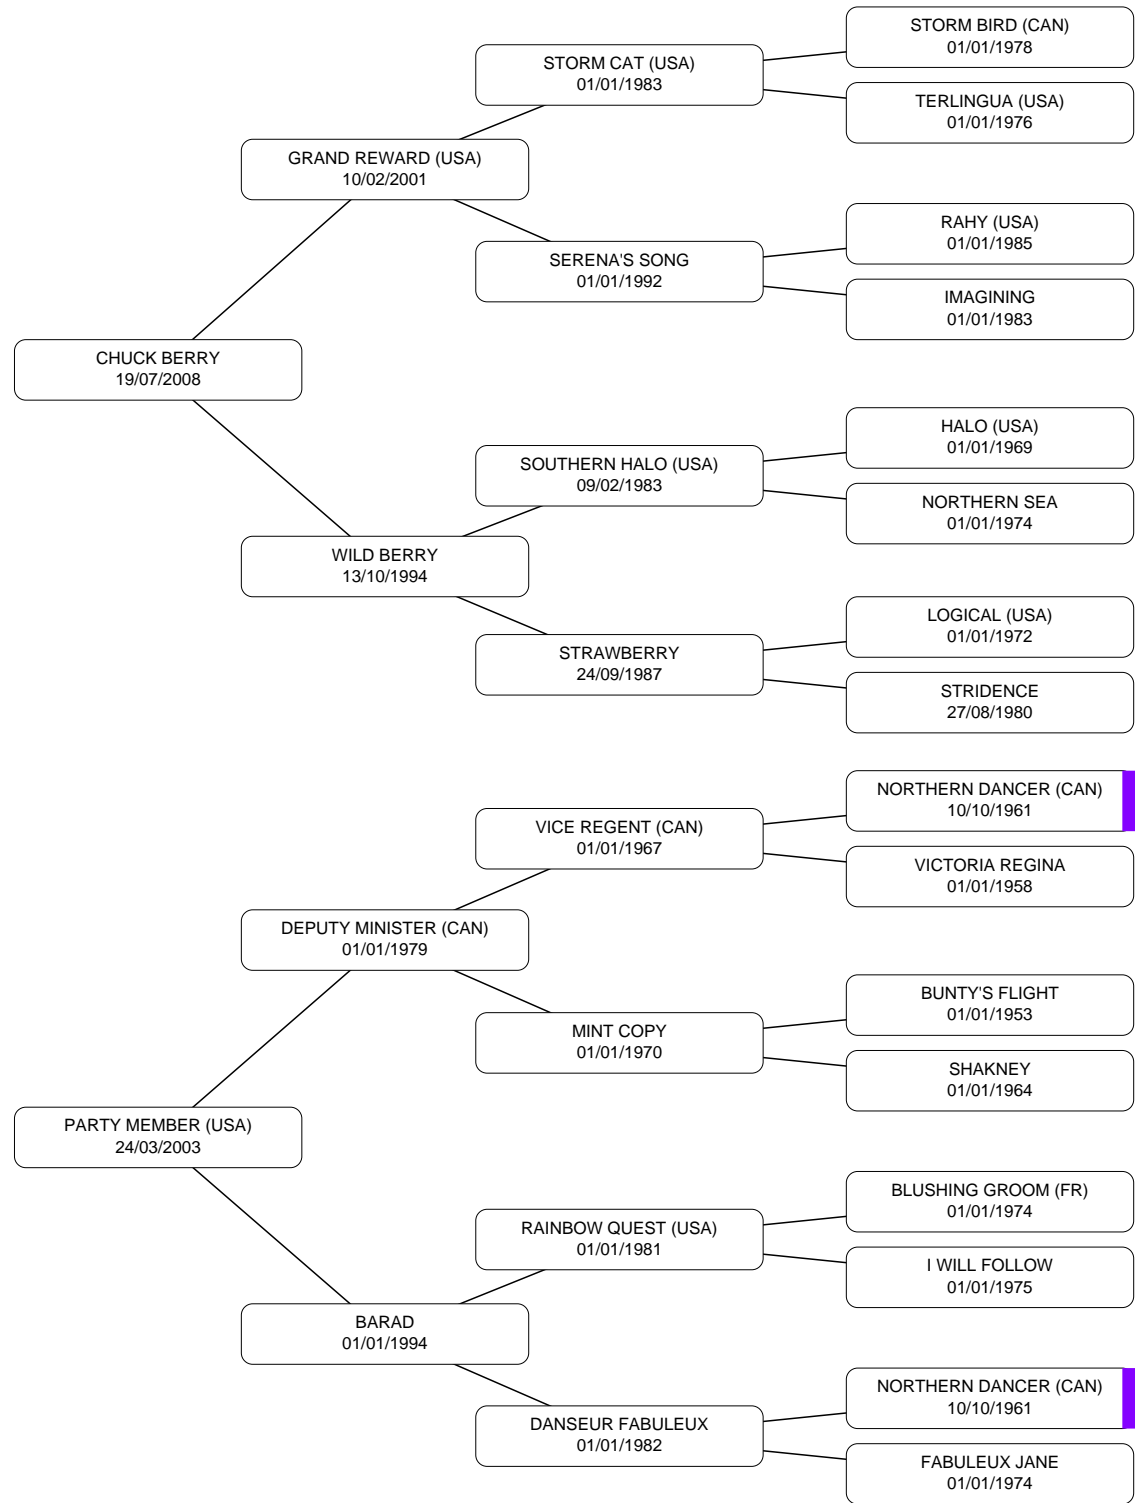 STORM BIRD (CAN)
01/01/1978
STORM CAT (USA)
01/01/1983
TERLINGUA (USA)
01/01/1976
GRAND REWARD (USA)
10/02/2001
RAHY (USA)
01/01/1985
SERENA'S SONG
01/01/1992
IMAGINING
01/01/1983
CHUCK BERRY
19/07/2008
HALO (USA)
01/01/1969
SOUTHERN HALO (USA)
09/02/1983
NORTHERN SEA
01/01/1974
WILD BERRY
13/10/1994
LOGICAL (USA)
01/01/1972
STRAWBERRY
24/09/1987
STRIDENCE
27/08/1980
NORTHERN DANCER (CAN)
10/10/1961
VICE REGENT (CAN)
01/01/1967
VICTORIA REGINA
01/01/1958
DEPUTY MINISTER (CAN)
01/01/1979
BUNTY'S FLIGHT
01/01/1953
MINT COPY
01/01/1970
SHAKNEY
01/01/1964
PARTY MEMBER (USA)
24/03/2003
BLUSHING GROOM (FR)
01/01/1974
RAINBOW QUEST (USA)
01/01/1981
I WILL FOLLOW
01/01/1975
BARAD
01/01/1994
NORTHERN DANCER (CAN)
10/10/1961
DANSEUR FABULEUX
01/01/1982
FABULEUX JANE
01/01/1974